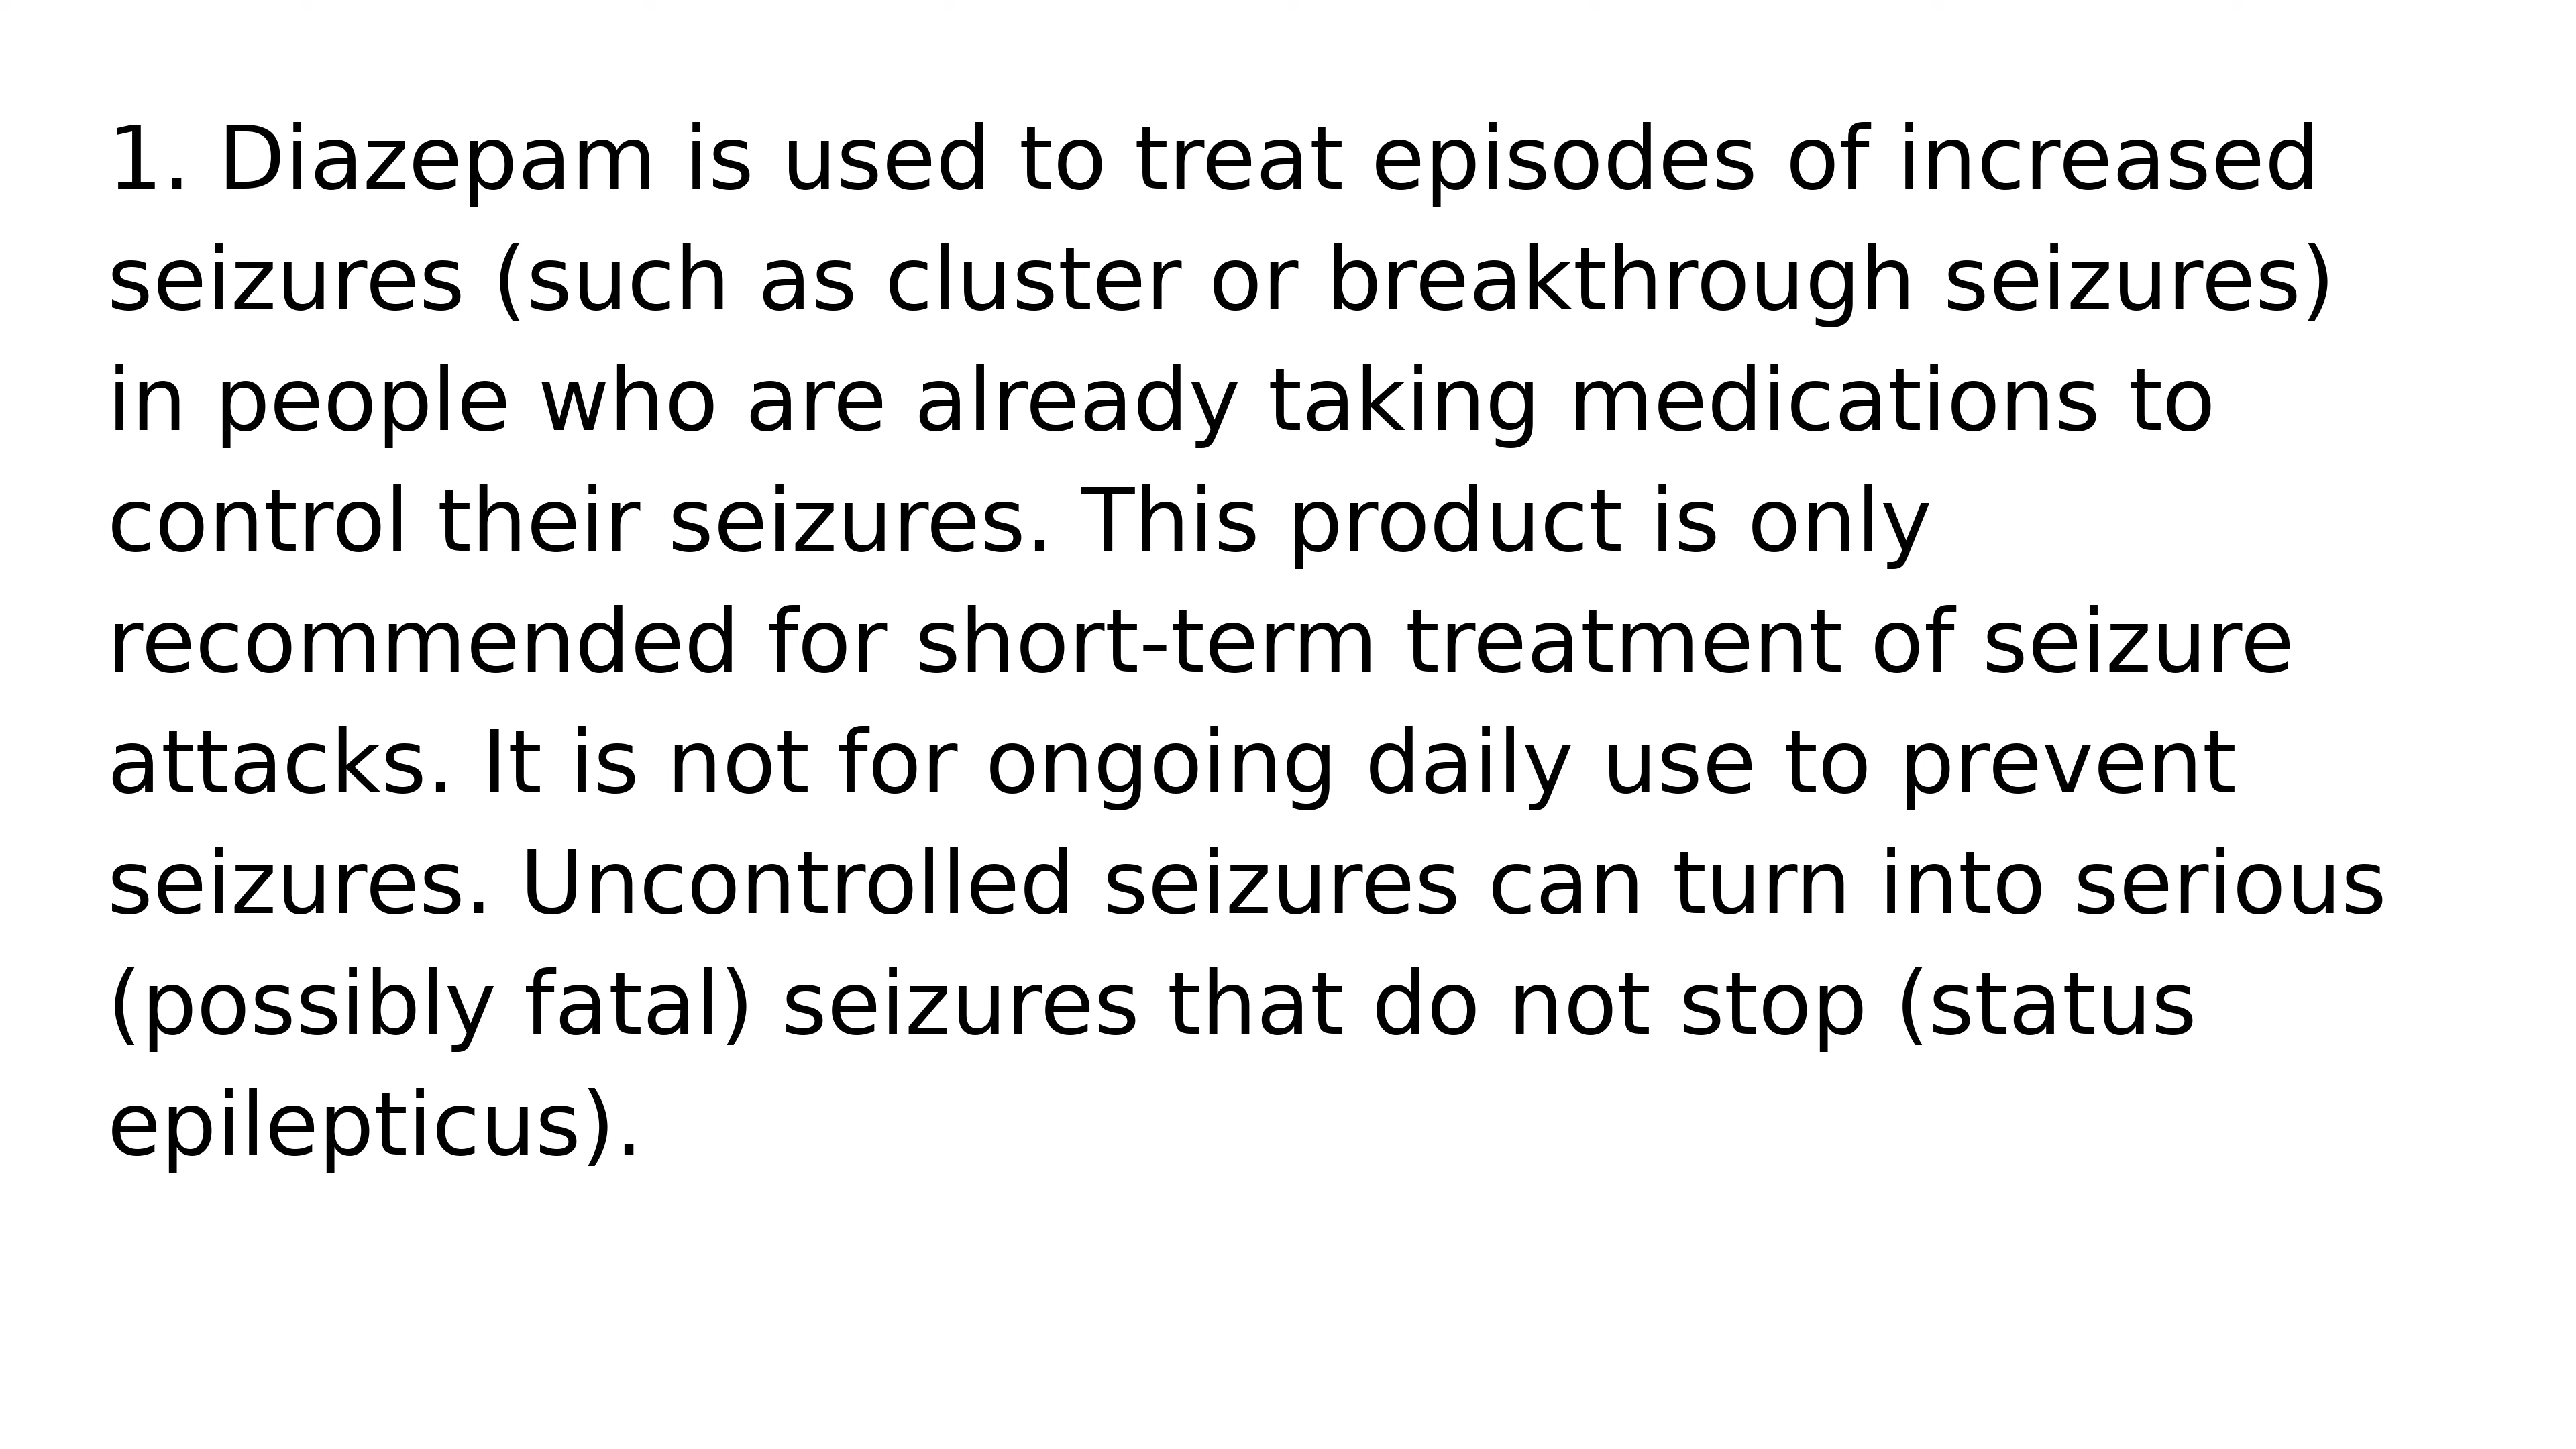 1. Diazepam is used to treat episodes of increased
seizures (such as cluster or breakthrough seizures)
in people who are already taking medications to
control their seizures. This product is only
recommended for short-term treatment of seizure
attacks. It is not for ongoing daily use to prevent
seizures. Uncontrolled seizures can turn into serious
(possibly fatal) seizures that do not stop (status
epilepticus).